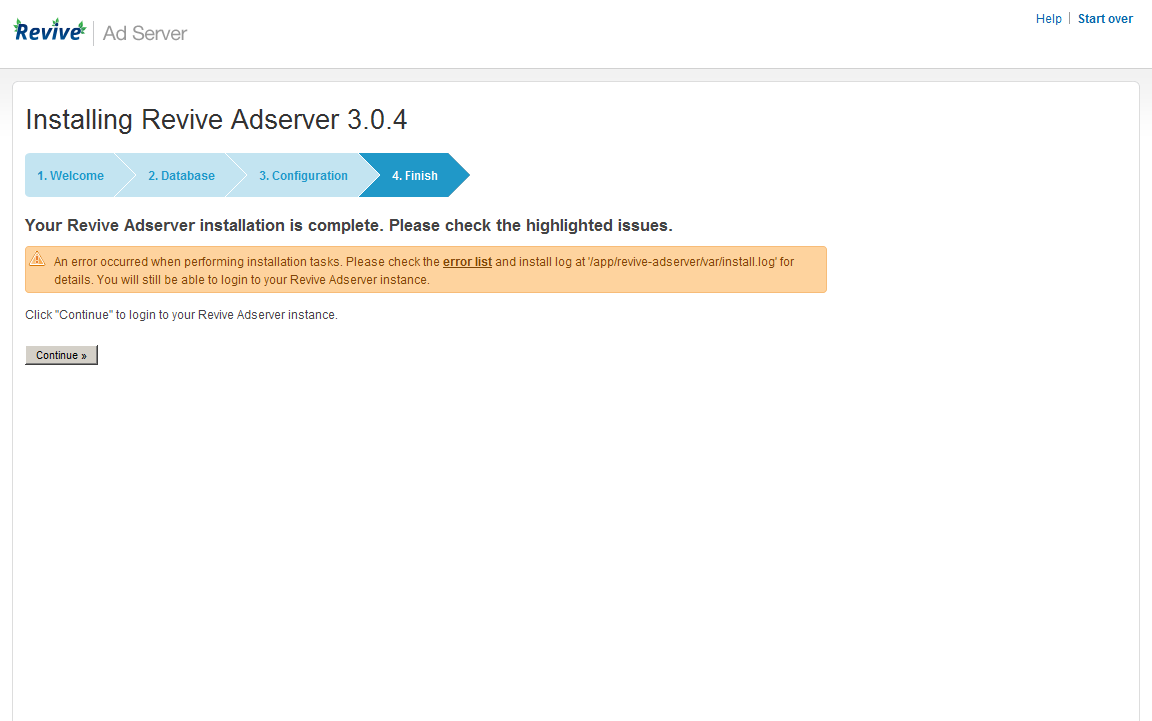 Revive Ad Server
Help Start over
Installing Revive Adserver 3.0.4
1. Welcome 2. Database 3. Configuration 4. Finish
Your Revive Adserver installation is complete. Please check the highlighted issues.
An error occurred when performing installation tasks. Please check the error list and install log at '/app/revive-adserver/var/install.log' for
details. You will still be able to login to your Revive Adserver instance.
Click "Continue" to login to your Revive Adserver instance.
Continue »